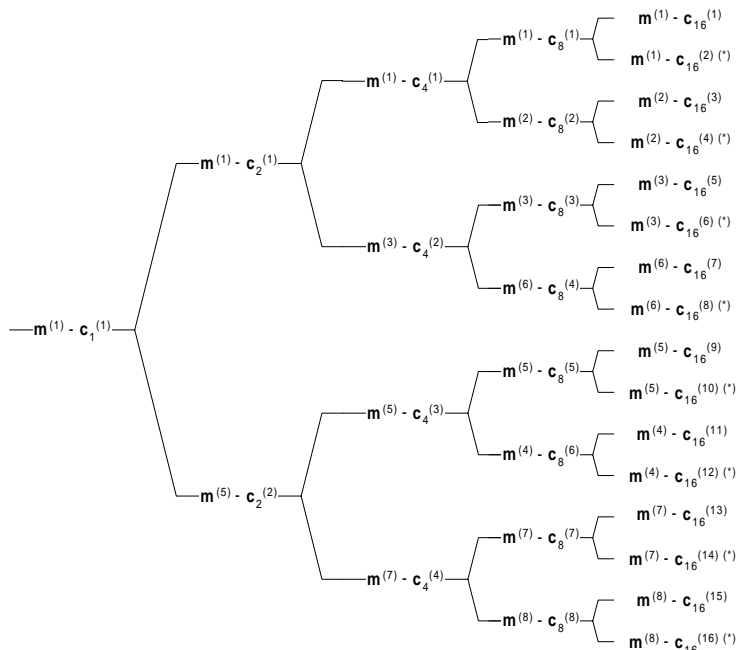 m(1) - c16(1)
m(1) - c8(1)
m(1) - c16(2) (*)
m(1) - c4(1)
m(2) - c16(3)
m(2) - c8(2)
m(2) - c16(4) (*)
m(1) - c2(1)
m(3) - c16(5)
m(3) - c8(3)
m(3) - c16(6) (*)
m(3) - c4(2)
m(6) - c16(7)
m(6) - c8(4)
m(6) - c16(8) (*)
m(1) - c1(1)
m(5) - c16(9)
m(5) - c8(5)
m(5) - c16(10) (*)
m(5) - c4(3)
m(4) - c16(11)
m(4) - c8(6)
m(4) - c16(12) (*)
m(5) - c2(2)
m(7) - c16(13)
m(7) - c8(7)
m(7) - c16(14) (*)
m(7) - c4(4)
m(8) - c16(15)
m(8) - c8(8)
m(8) - c16(16) (*)